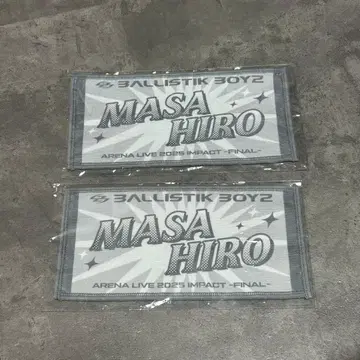 BALLISTIK BOYZ
MASA
HIRO
ARENA LIVE 2025 IMPACT -FINAL-
BALLISTIK BOYZ
MASA
HIRO
ARENA LIVE 2025 IMPACT -FINAL-